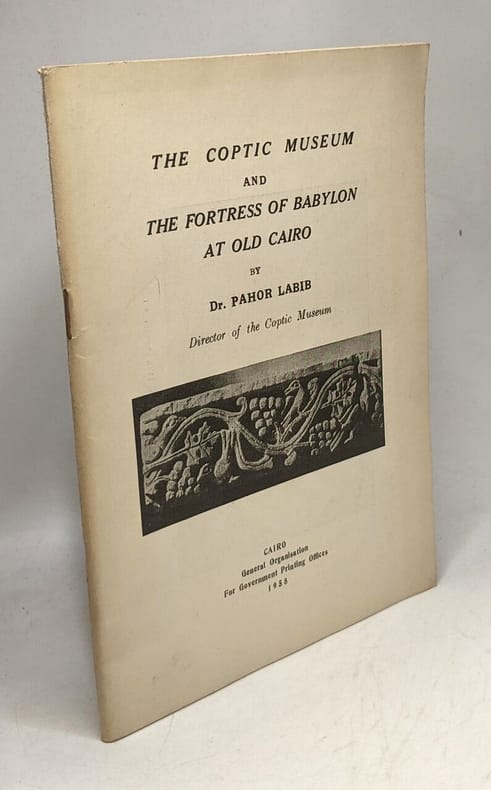 THE COPTIC MUSEUM
AND
THE FORTRESS OF BABYLON
AT OLD CAIRO
BY
Dr. PAHOR LABIB
Director of the Coptic Museum
CAIRO
General Organisation
For Government Printing Offices
1958